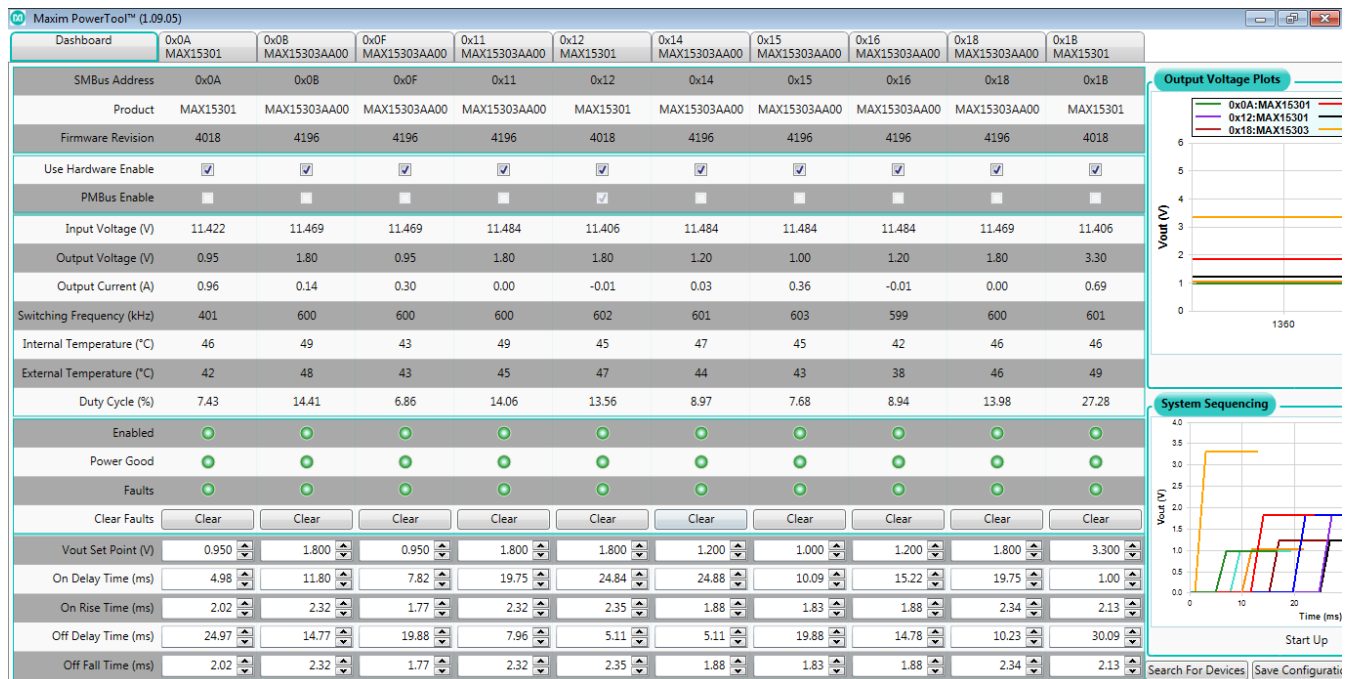 Maxim PowerTool™ (1.09.05)
Dashboard 0x0A 0x0B 0x0F 0x11 0x12 0x14 0x15 0x16 0x18 0x1B
MAX15301 MAX15303AA00 MAX15303AA00 MAX15303AA00 MAX15301 MAX15303AA00 MAX15303AA00 MAX15303AA00 MAX15303AA00 MAX15301
SMBus Address 0x0A 0x0B 0x0F 0x11 0x12 0x14 0x15 0x16 0x18 0x1B
Product MAX15301 MAX15303AA00 MAX15303AA00 MAX15303AA00 MAX15301 MAX15303AA00 MAX15303AA00 MAX15303AA00 MAX15303AA00 MAX15301
Firmware Revision 4018 4196 4196 4196 4018 4196 4196 4196 4196 4018
Use Hardware Enable
PMBus Enable
Input Voltage (V) 11.422 11.469 11.469 11.484 11.406 11.484 11.484 11.484 11.469 11.406
Output Voltage (V) 0.95 1.80 0.95 1.80 1.80 1.20 1.00 1.20 1.80 3.30
Output Current (A) 0.96 0.14 0.30 0.00 -0.01 0.03 0.36 -0.01 0.00 0.69
Switching Frequency (kHz) 401 600 600 600 602 601 603 599 600 601
Internal Temperature (°C) 46 49 43 49 45 47 45 42 46 46
External Temperature (°C) 42 48 43 45 47 44 43 38 46 49
Duty Cycle (%) 7.43 14.41 6.86 14.06 13.56 8.97 7.68 8.94 13.98 27.28
Enabled
Power Good
Faults
Clear Faults Clear Clear Clear Clear Clear Clear Clear Clear Clear Clear
Vout Set Point (V) 0.950 1.800 0.950 1.800 1.800 1.200 1.000 1.200 1.800 3.300
On Delay Time (ms) 4.98 11.80 7.82 19.75 24.84 24.88 10.09 15.22 19.75 1.00
On Rise Time (ms) 2.02 2.32 1.77 2.32 2.35 1.88 1.83 1.88 2.34 2.13
Off Delay Time (ms) 24.97 14.77 19.88 7.96 5.11 5.11 19.88 14.78 10.23 30.09
Off Fall Time (ms) 2.02 2.32 1.77 2.32 2.35 1.88 1.83 1.88 2.34 2.13
Output Voltage Plots
0x0A:MAX15301
0x12:MAX15301
0x18:MAX15303
6
5
4
3
2
1
0
Vout (V)
1360
System Sequencing
4.0
3.5
3.0
2.5
2.0
1.5
1.0
0.5
0.0
Vout (V)
0 10 20
Time (ms)
Start Up
Search For Devices Save Configuratio